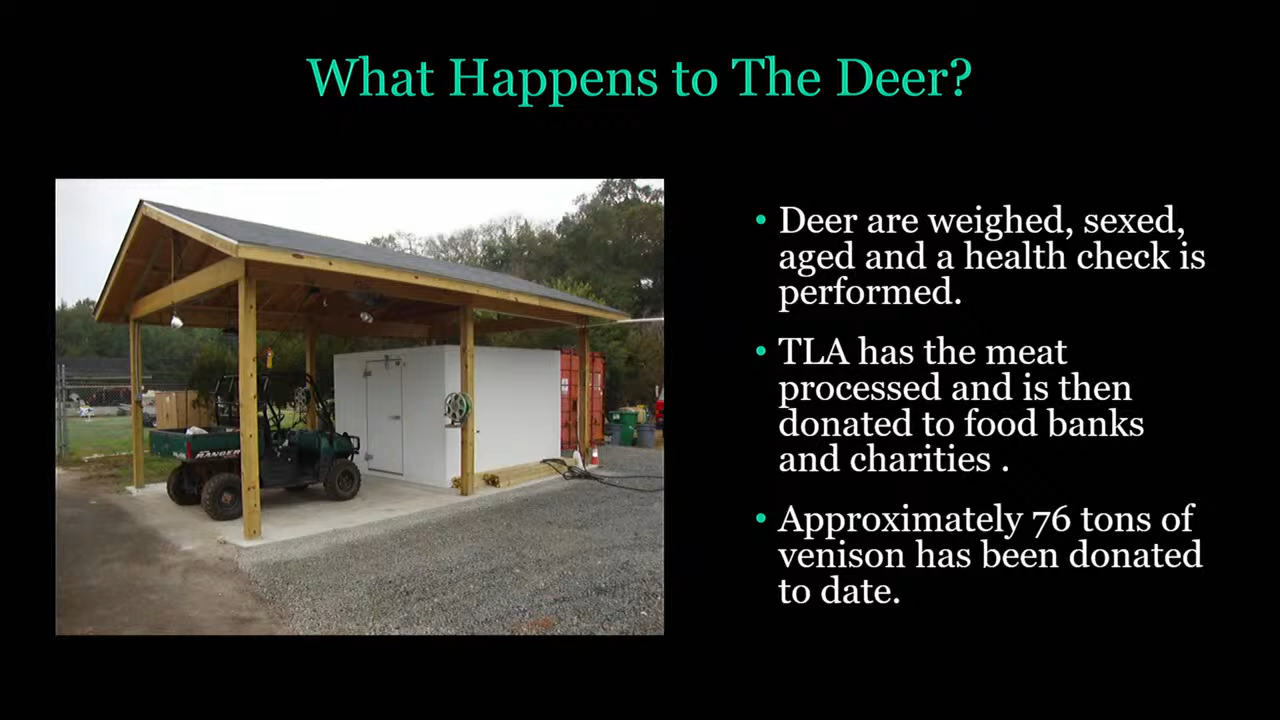 What Happens to The Deer?
• Deer are weighed, sexed,
aged and a health check is
performed.
• TLA has the meat
processed and is then
donated to food banks
and charities .
• Approximately 76 tons of
venison has been donated
to date.
RANGER